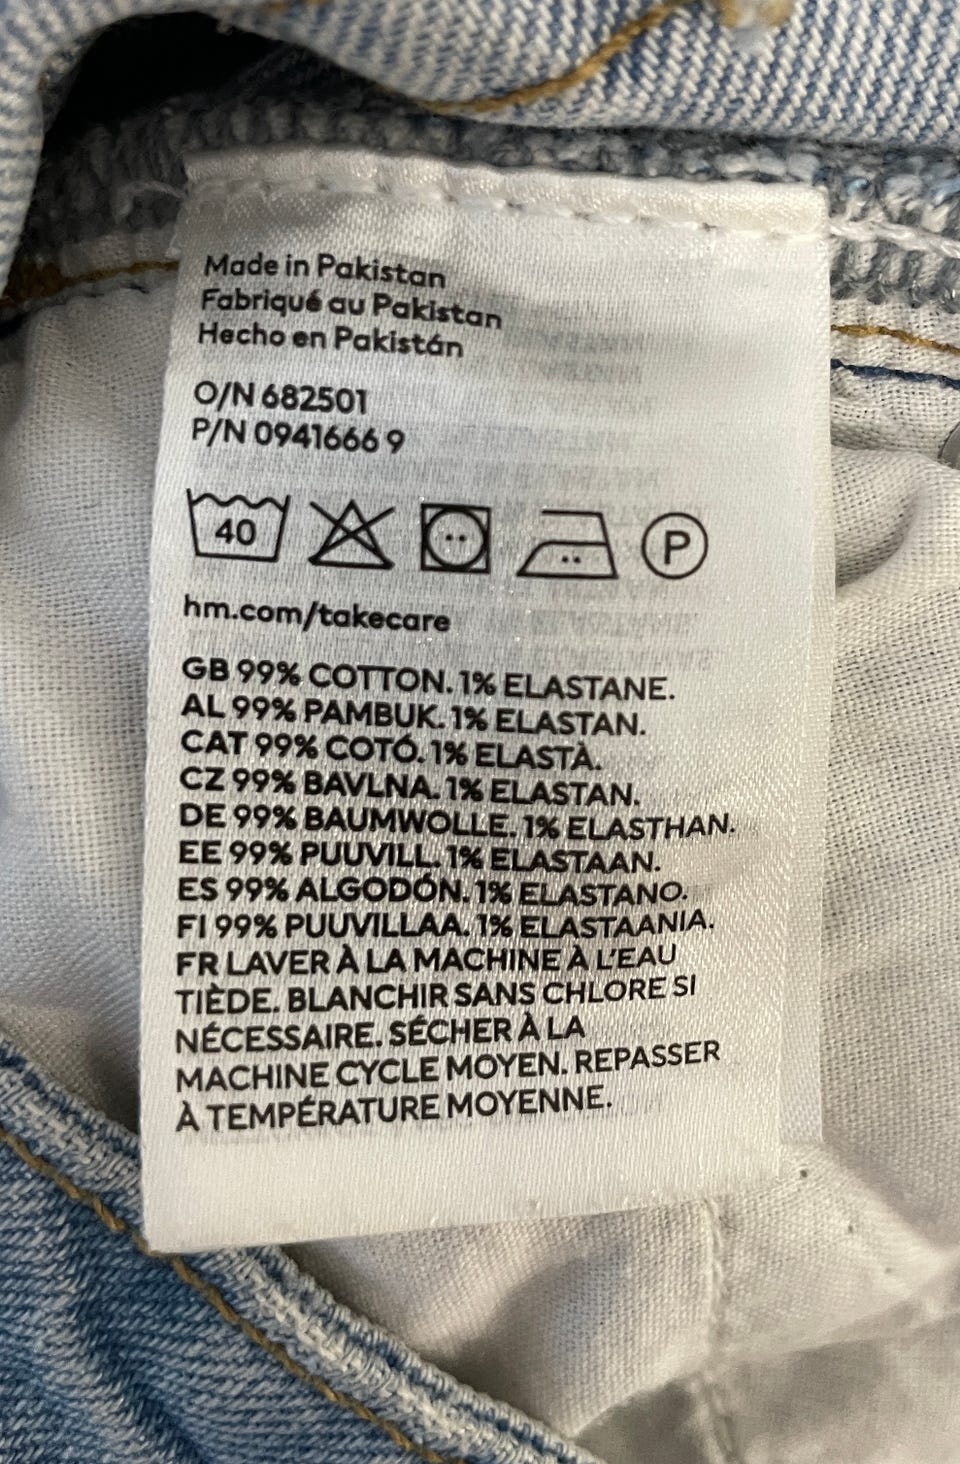 Made in Pakistan
Fabriqué au Pakistan
Hecho en Pakistán
O/N 682501
P/N 0941666 9
40 P
hm.com/takecare
GB 99% COTTON. 1% ELASTANE.
AL 99% PAMBUK. 1% ELASTAN.
CAT 99% COTÓ. 1% ELASTÀ.
CZ 99% BAVLNA. 1% ELASTAN.
DE 99% BAUMWOLLE. 1% ELASTHAN.
EE 99% PUUVILL. 1% ELASTAAN.
ES 99% ALGODÓN. 1% ELASTANO.
FI 99% PUUVILLAA. 1% ELASTAANIA.
FR LAVER À LA MACHINE À L'EAU
TIÈDE. BLANCHIR SANS CHLORE SI
NÉCESSAIRE. SÉCHER À LA
MACHINE CYCLE MOYEN. REPASSER
À TEMPÉRATURE MOYENNE.